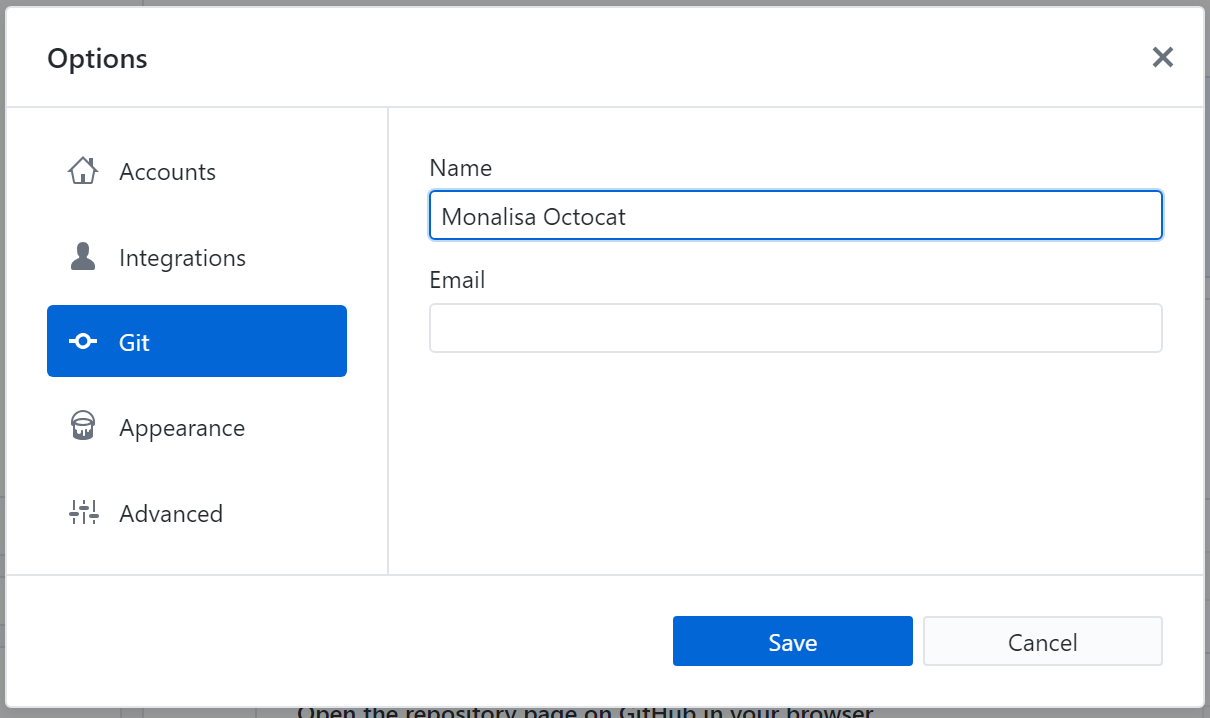 Options
Accounts
Integrations
Git
Appearance
Advanced
Name
Monalisa Octocat
Email
Save
Cancel
Open the repository page on GitHub in your browser